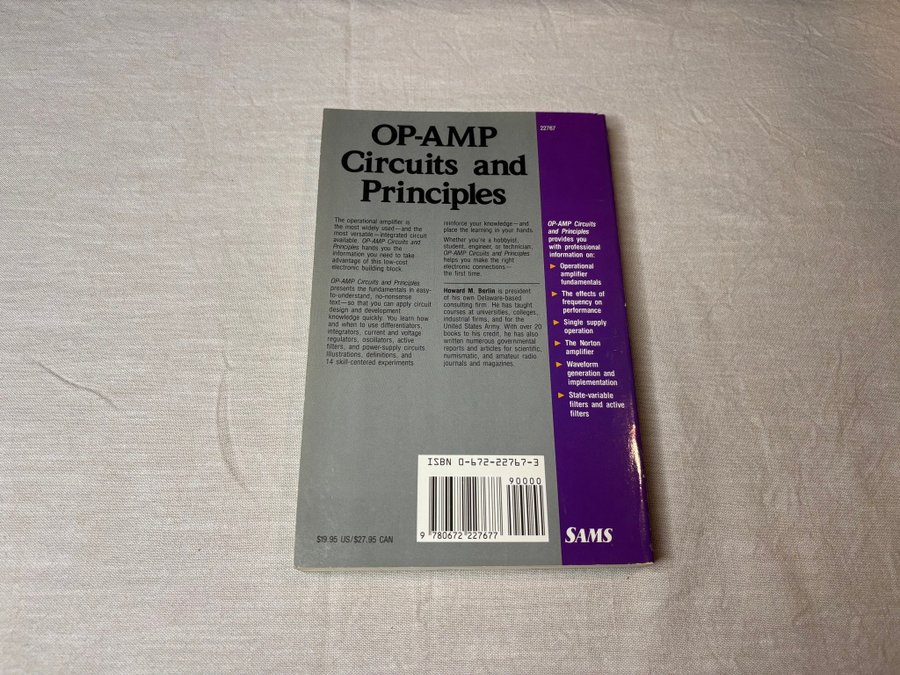 OP-AMP
Circuits and
Principles
The operational amplifier is
the most widely used—and the
most versatile—integrated circuit
available. OP-AMP Circuits and
Principles hands you the
information you need to take
advantage of this low-cost
electronic building block
OP-AMP Circuits and Principles
presents the fundamentals in easy-
to-understand, no-nonsense
text—so that you can apply circuit
design and development
knowledge quickly. You learn how
and when to use differentiators,
integrators, current and voltage
regulators, oscillators, active
filters, and power-supply circuits
Illustrations, definitions, and
14 skill-centered experiments
reinforce your knowledge—and
place the learning in your hands
Whether you're a hobbyist
student, engineer, or technician,
OP-AMP Circuits and Principles
helps you make the right
electronic connections—
the first time.
Howard M. Berlin is president
of his own Delaware-based
consulting firm. He has taught
courses at universities, colleges,
industrial firms, and for the
United States Army. With over 20
books to his credit, he has also
written numerous governmental
reports and articles for scientific,
numismatic, and amateur radio
journals and magazines.
22767
OP-AMP Circuits
and Principles
provides you
with professional
information on:
Operational
amplifier
fundamentals
The effects of
frequency on
performance
Single supply
operation
The Norton
amplifier
Waveform
generation and
implementation
State-variable
filters and active
filters
ISBN 0-672-22767-3
90000
9 780672 227677
$19.95 US/$27.95 CAN
SAMS